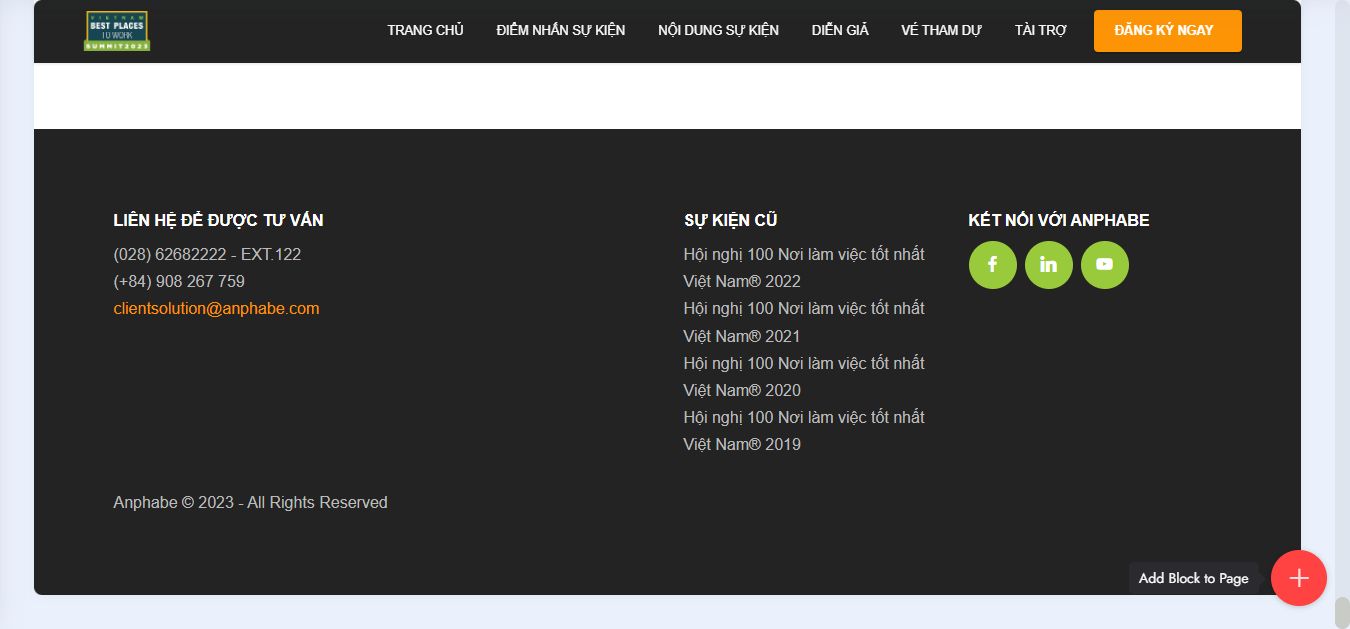 VIETNAM
BEST PLACES
TO WORK
SUMMIT2023
TRANG CHỦ
ĐIỂM NHẤN SỰ KIỆN
NỘI DUNG SỰ KIỆN
DIỄN GIẢ
VÉ THAM DỰ
TÀI TRỢ
ĐĂNG KÝ NGAY
LIÊN HỆ ĐỂ ĐƯỢC TƯ VẤN
(028) 62682222 - EXT.122
(+84) 908 267 759
clientsolution@anphabe.com
SỰ KIỆN CŨ
Hội nghị 100 Nơi làm việc tốt nhất
Việt Nam® 2022
Hội nghị 100 Nơi làm việc tốt nhất
Việt Nam® 2021
Hội nghị 100 Nơi làm việc tốt nhất
Việt Nam® 2020
Hội nghị 100 Nơi làm việc tốt nhất
Việt Nam® 2019
KẾT NỐI VỚI ANPHABE
Anphabe © 2023 - All Rights Reserved
Add Block to Page